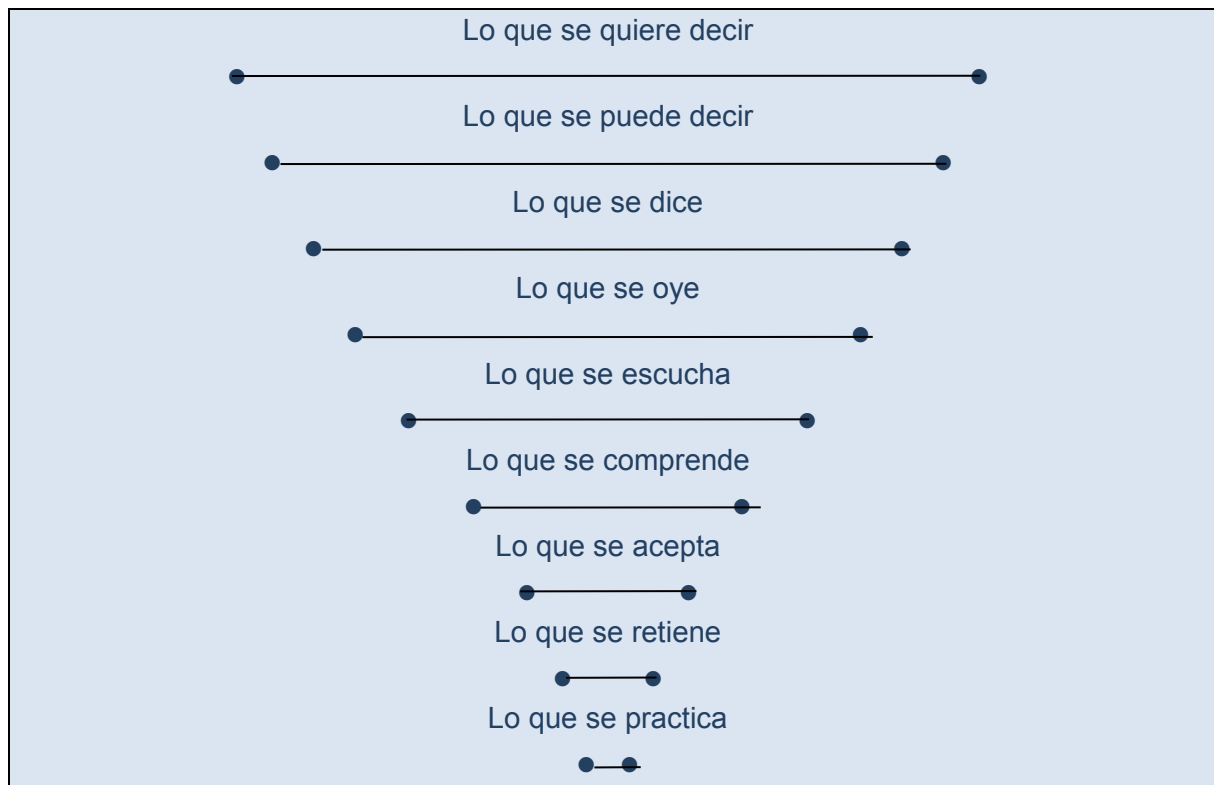 Lo que se quiere decir
Lo que se puede decir
Lo que se dice
Lo que se oye
Lo que se escucha
Lo que se comprende
Lo que se acepta
Lo que se retiene
Lo que se practica